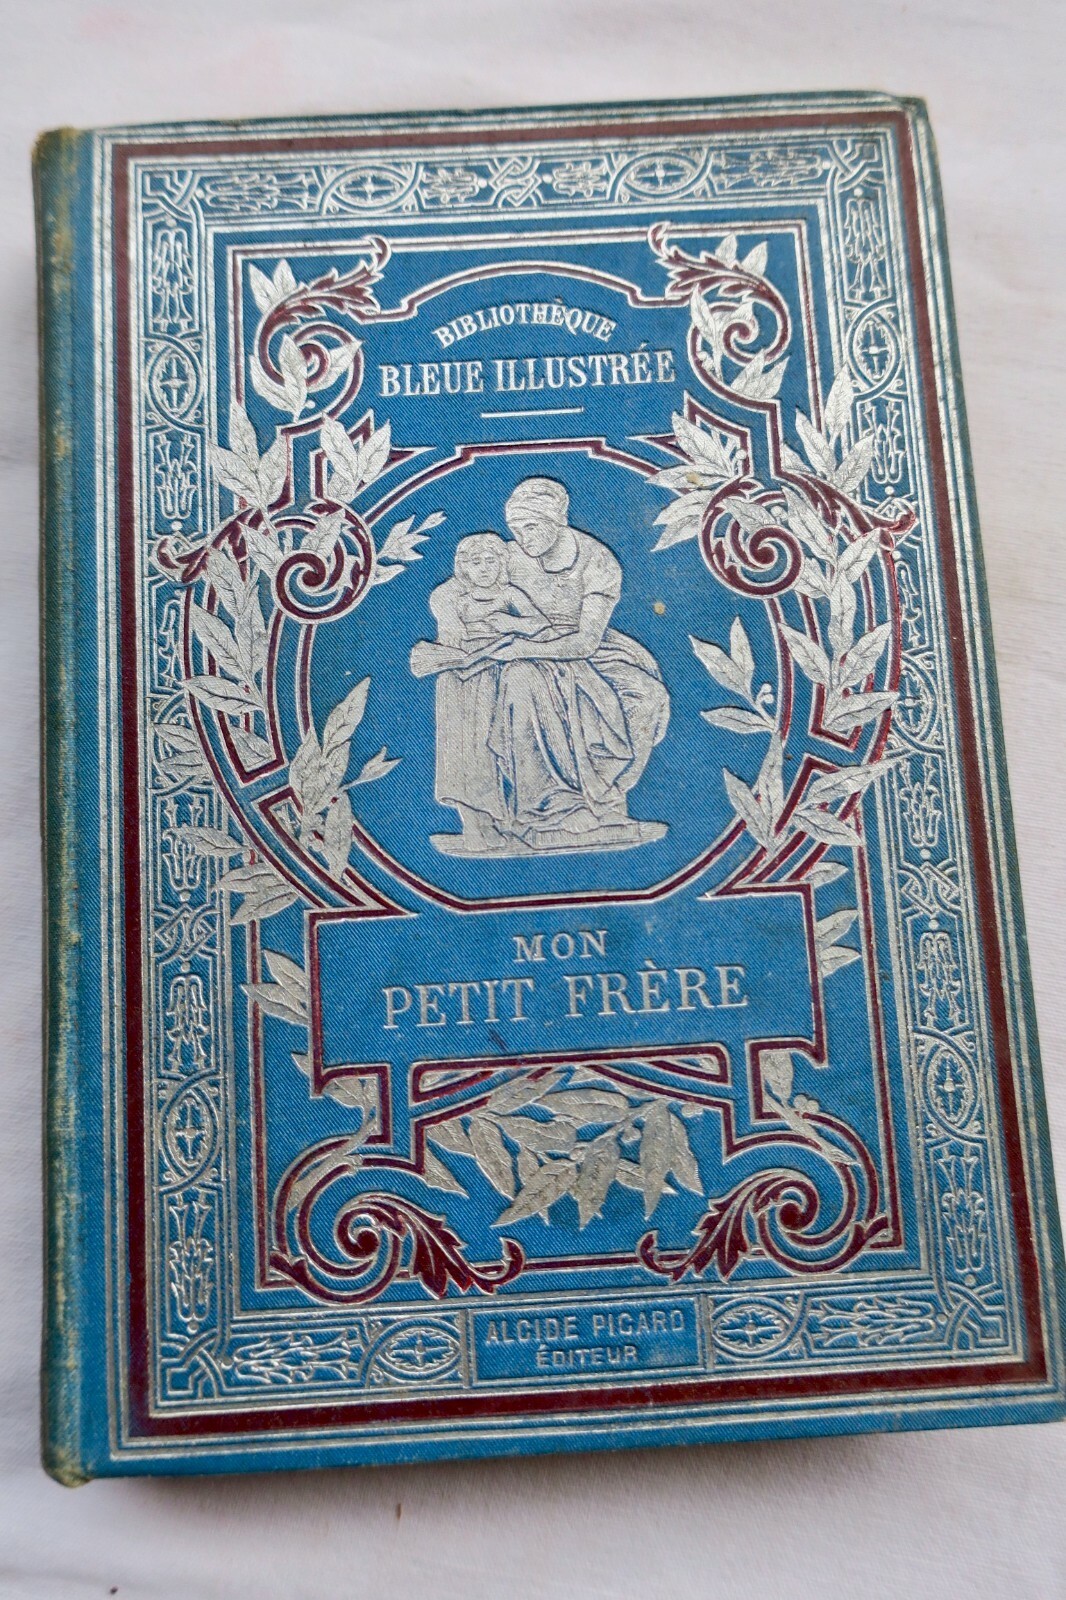 BIBLIOTHÈQUE
BLEUE ILLUSTRÉE
MON
PETIT FRÈRE
ALCIDE PICARD
ÉDITEUR